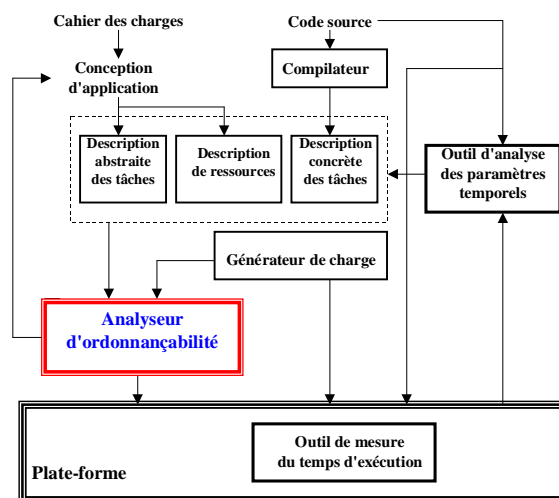 Cahier des charges
Code source
Conception
d'application
Compilateur
Description
abstraite
des tâches
Description
de ressources
Description
concrète
des tâches
Outil d'analyse
des paramètres
temporels
Générateur de charge
Analyseur
d'ordonnançabilité
Outil de mesure
du temps d'exécution
Plate-forme